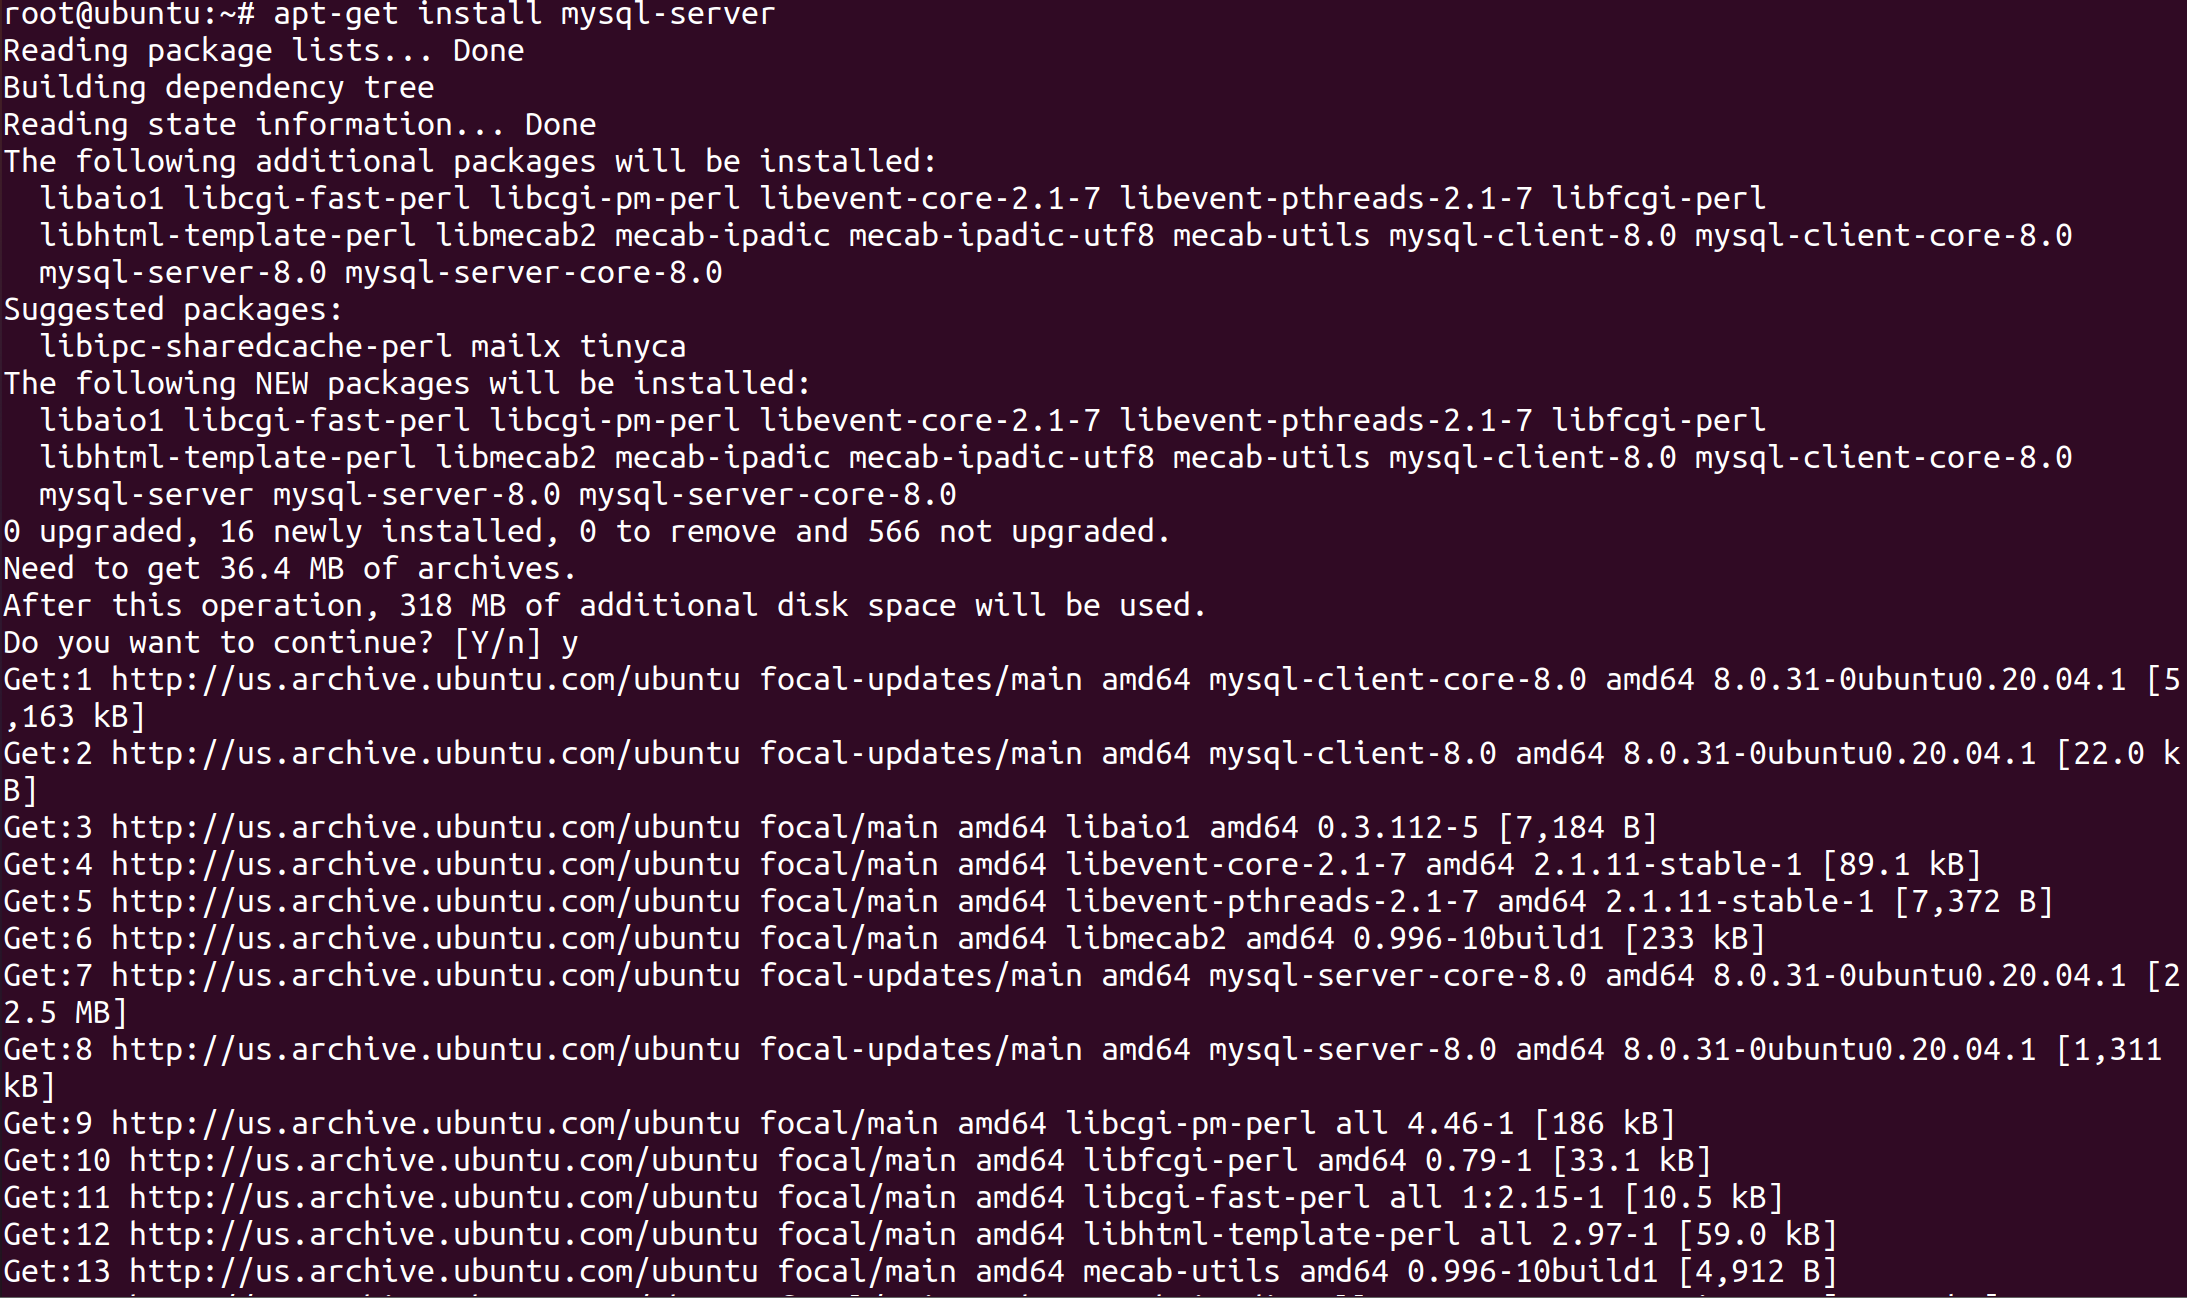 root@ubuntu:~# apt-get install mysql-server
Reading package lists... Done
Building dependency tree
Reading state information... Done
The following additional packages will be installed:
  libaio1 libcgi-fast-perl libcgi-pm-perl libevent-core-2.1-7 libevent-pthreads-2.1-7 libfcgi-perl
  libhtml-template-perl libmecab2 mecab-ipadic mecab-ipadic-utf8 mecab-utils mysql-client-8.0 mysql-client-core-8.0
  mysql-server-8.0 mysql-server-core-8.0
Suggested packages:
  libipc-sharedcache-perl mailx tinyca
The following NEW packages will be installed:
  libaio1 libcgi-fast-perl libcgi-pm-perl libevent-core-2.1-7 libevent-pthreads-2.1-7 libfcgi-perl
  libhtml-template-perl libmecab2 mecab-ipadic mecab-ipadic-utf8 mecab-utils mysql-client-8.0 mysql-client-core-8.0
  mysql-server mysql-server-8.0 mysql-server-core-8.0
0 upgraded, 16 newly installed, 0 to remove and 566 not upgraded.
Need to get 36.4 MB of archives.
After this operation, 318 MB of additional disk space will be used.
Do you want to continue? [Y/n] y
Get:1 http://us.archive.ubuntu.com/ubuntu focal-updates/main amd64 mysql-client-core-8.0 amd64 8.0.31-0ubuntu0.20.04.1 [5
,163 kB]
Get:2 http://us.archive.ubuntu.com/ubuntu focal-updates/main amd64 mysql-client-8.0 amd64 8.0.31-0ubuntu0.20.04.1 [22.0 k
B]
Get:3 http://us.archive.ubuntu.com/ubuntu focal/main amd64 libaio1 amd64 0.3.112-5 [7,184 B]
Get:4 http://us.archive.ubuntu.com/ubuntu focal/main amd64 libevent-core-2.1-7 amd64 2.1.11-stable-1 [89.1 kB]
Get:5 http://us.archive.ubuntu.com/ubuntu focal/main amd64 libevent-pthreads-2.1-7 amd64 2.1.11-stable-1 [7,372 B]
Get:6 http://us.archive.ubuntu.com/ubuntu focal/main amd64 libmecab2 amd64 0.996-10build1 [233 kB]
Get:7 http://us.archive.ubuntu.com/ubuntu focal-updates/main amd64 mysql-server-core-8.0 amd64 8.0.31-0ubuntu0.20.04.1 [2
2.5 MB]
Get:8 http://us.archive.ubuntu.com/ubuntu focal-updates/main amd64 mysql-server-8.0 amd64 8.0.31-0ubuntu0.20.04.1 [1,311
kB]
Get:9 http://us.archive.ubuntu.com/ubuntu focal/main amd64 libcgi-pm-perl all 4.46-1 [186 kB]
Get:10 http://us.archive.ubuntu.com/ubuntu focal/main amd64 libfcgi-perl amd64 0.79-1 [33.1 kB]
Get:11 http://us.archive.ubuntu.com/ubuntu focal/main amd64 libcgi-fast-perl all 1:2.15-1 [10.5 kB]
Get:12 http://us.archive.ubuntu.com/ubuntu focal/main amd64 libhtml-template-perl all 2.97-1 [59.0 kB]
Get:13 http://us.archive.ubuntu.com/ubuntu focal/main amd64 mecab-utils amd64 0.996-10build1 [4,912 B]